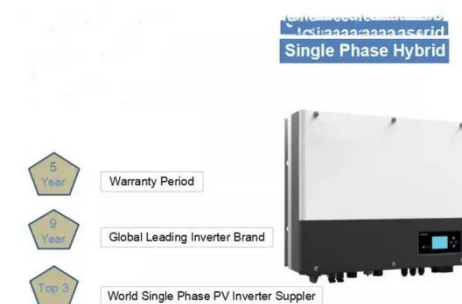 Single Phase Hybrid
5
Year
Warranty Period
9
Year
Global Leading Inverter Brand
Top 3
World Single Phase PV Inverter Suppler